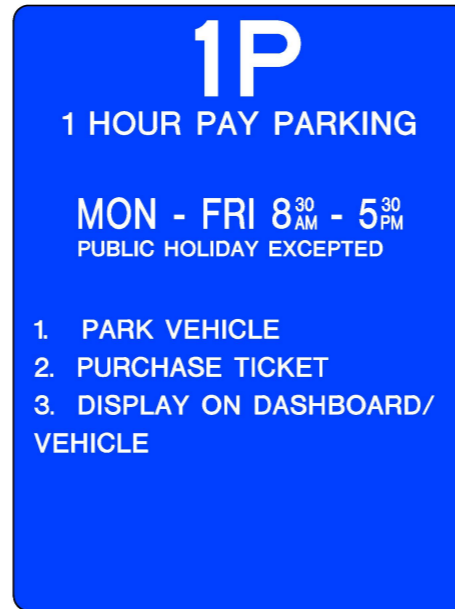 1P
1 HOUR PAY PARKING
MON - FRI 8 30 AM - 5 30 PM
PUBLIC HOLIDAY EXCEPTED
1. PARK VEHICLE
2. PURCHASE TICKET
3. DISPLAY ON DASHBOARD/
VEHICLE